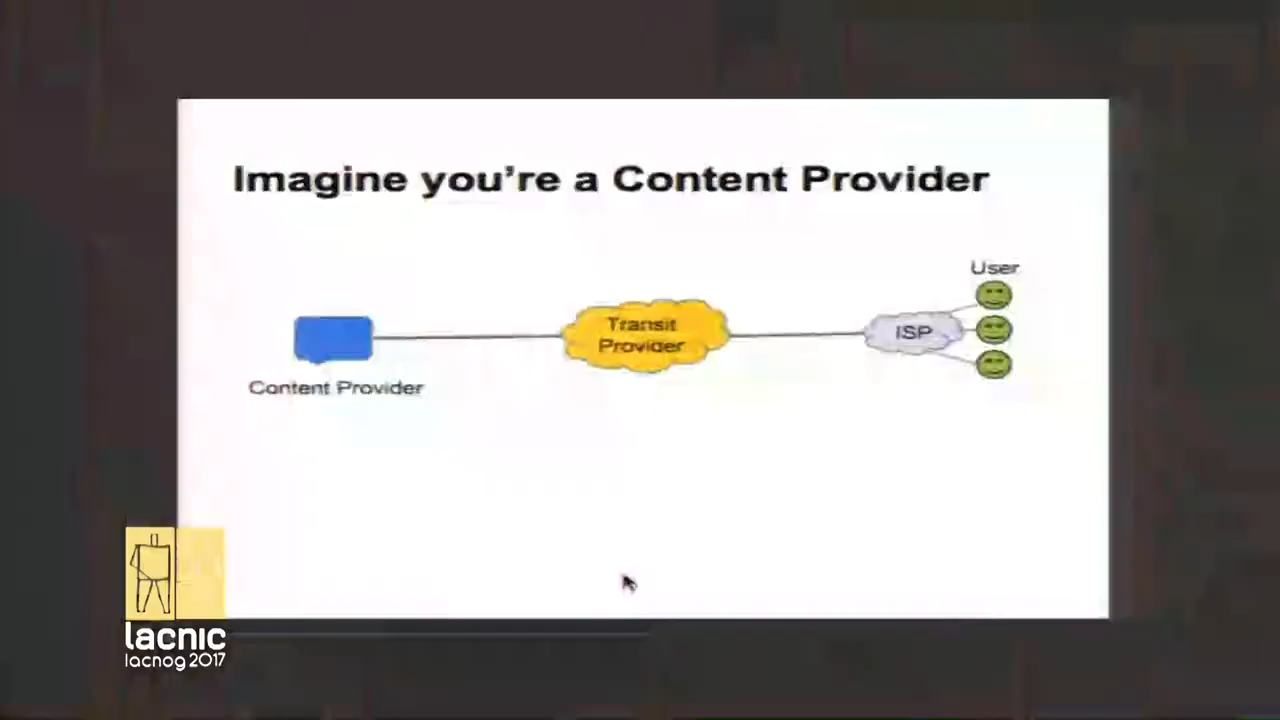 Imagine you're a Content Provider
User
Transit
Provider
ISP
Content Provider
lacnic
lacnog 2017